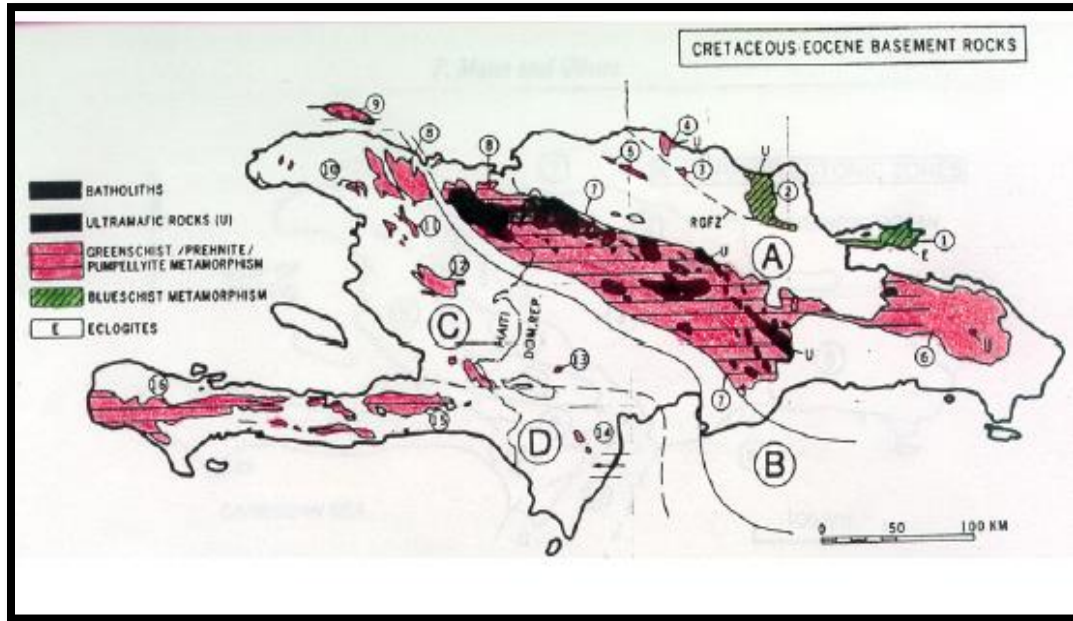 CRETACEOUS-EOCENE BASEMENT ROCKS
BATHOLITHS
ULTRAMAFIC ROCKS (U)
GREENSCHIST /PREHNITE/
PUMPELLYITE METAMORPHISM
BLUESCHIST METAMORPHISM
E ECLOGITES
9
8
8
10
11
12
7
6
4
U
3
U
2
RGFZ
A
1
E
U
C
HAITI
DOM.REP.
13
U
6
U
7
16
15
D
14
B
0 50 100 KM